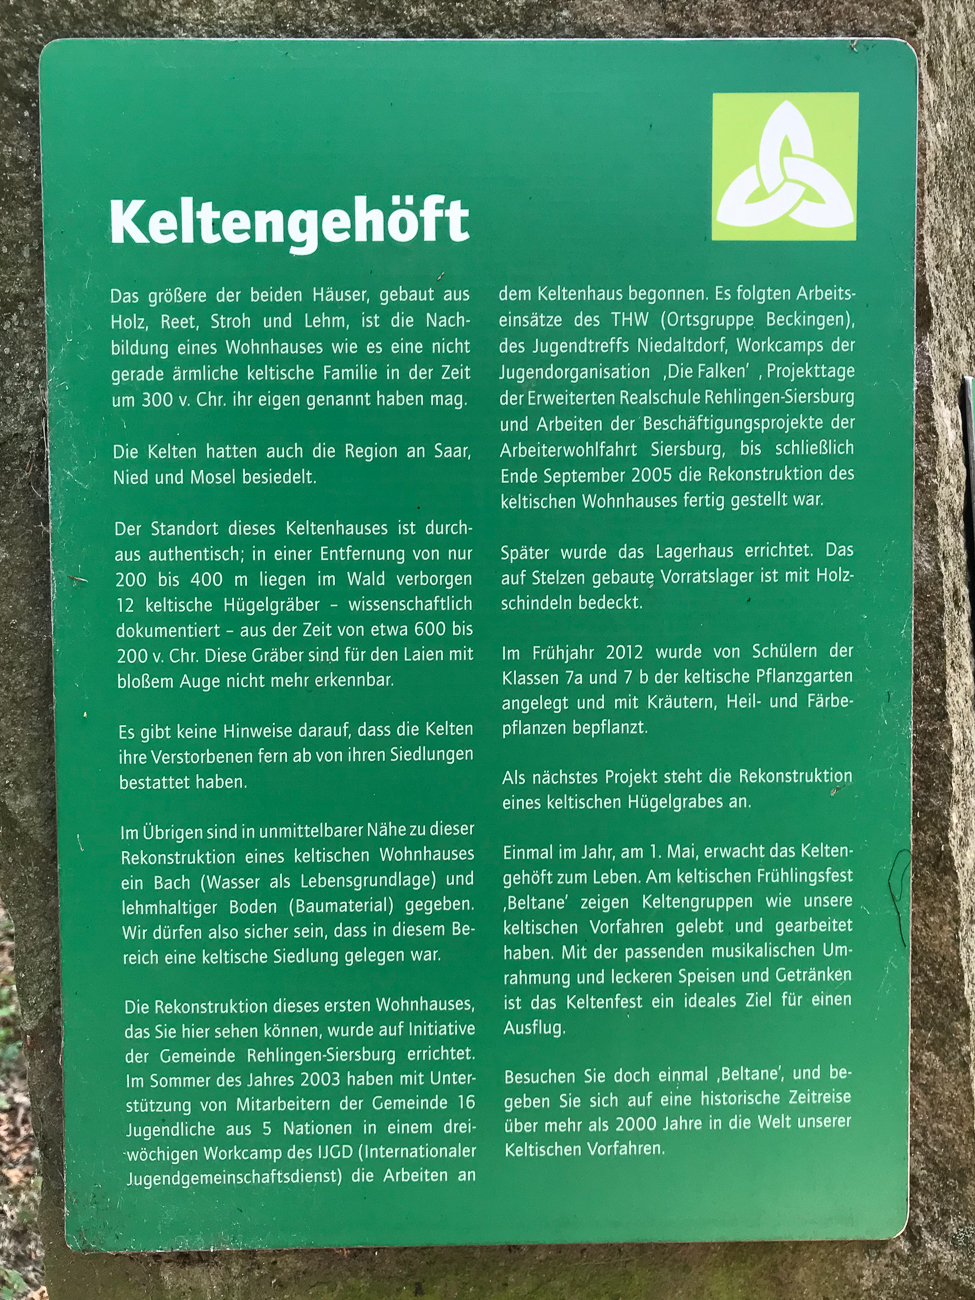 Keltengehöft
Das größere der beiden Häuser, gebaut aus
Holz, Reet, Stroh und Lehm, ist die Nach-
bildung eines Wohnhauses wie es eine nicht
gerade ärmliche keltische Familie in der Zeit
um 300 v. Chr. ihr eigen genannt haben mag.
Die Kelten hatten auch die Region an Saar,
Nied und Mosel besiedelt.
Der Standort dieses Keltenhauses ist durch-
aus authentisch; in einer Entfernung von nur
200 bis 400 m liegen im Wald verborgen
12 keltische Hügelgräber – wissenschaftlich
dokumentiert – aus der Zeit von etwa 600 bis
200 v. Chr. Diese Gräber sind für den Laien mit
bloßem Auge nicht mehr erkennbar.
Es gibt keine Hinweise darauf, dass die Kelten
ihre Verstorbenen fern ab von ihren Siedlungen
bestattet haben.
Im Übrigen sind in unmittelbarer Nähe zu dieser
Rekonstruktion eines keltischen Wohnhauses
ein Bach (Wasser als Lebensgrundlage) und
lehmhaltiger Boden (Baumaterial) gegeben.
Wir dürfen also sicher sein, dass in diesem Be-
reich eine keltische Siedlung gelegen war.
Die Rekonstruktion dieses ersten Wohnhauses,
das Sie hier sehen können, wurde auf Initiative
der Gemeinde Rehlingen-Siersburg errichtet.
Im Sommer des Jahres 2003 haben mit Unter-
stützung von Mitarbeitern der Gemeinde 16
Jugendliche aus 5 Nationen in einem drei-
wöchigen Workcamp des IJGD (Internationaler
Jugendgemeinschaftsdienst) die Arbeiten an
dem Keltenhaus begonnen. Es folgten Arbeits-
einsätze des THW (Ortsgruppe Beckingen),
des Jugendtreffs Niedaltdorf, Workcamps der
Jugendorganisation ‚Die Falken’ , Projekttage
der Erweiterten Realschule Rehlingen-Siersburg
und Arbeiten der Beschäftigungsprojekte der
Arbeiterwohlfahrt Siersburg, bis schließlich
Ende September 2005 die Rekonstruktion des
keltischen Wohnhauses fertig gestellt war.
Später wurde das Lagerhaus errichtet. Das
auf Stelzen gebaute Vorratslager ist mit Holz-
schindeln bedeckt.
Im Frühjahr 2012 wurde von Schülern der
Klassen 7a und 7 b der keltische Pflanzgarten
angelegt und mit Kräutern, Heil- und Färbe-
pflanzen bepflanzt.
Als nächstes Projekt steht die Rekonstruktion
eines keltischen Hügelgrabes an.
Einmal im Jahr, am 1. Mai, erwacht das Kelten-
gehöft zum Leben. Am keltischen Frühlingsfest
‚Beltane’ zeigen Keltengruppen wie unsere
keltischen Vorfahren gelebt und gearbeitet
haben. Mit der passenden musikalischen Um-
rahmung und leckeren Speisen und Getränken
ist das Keltenfest ein ideales Ziel für einen
Ausflug.
Besuchen Sie doch einmal ‚Beltane’, und be-
geben Sie sich auf eine historische Zeitreise
über mehr als 2000 Jahre in die Welt unserer
Keltischen Vorfahren.